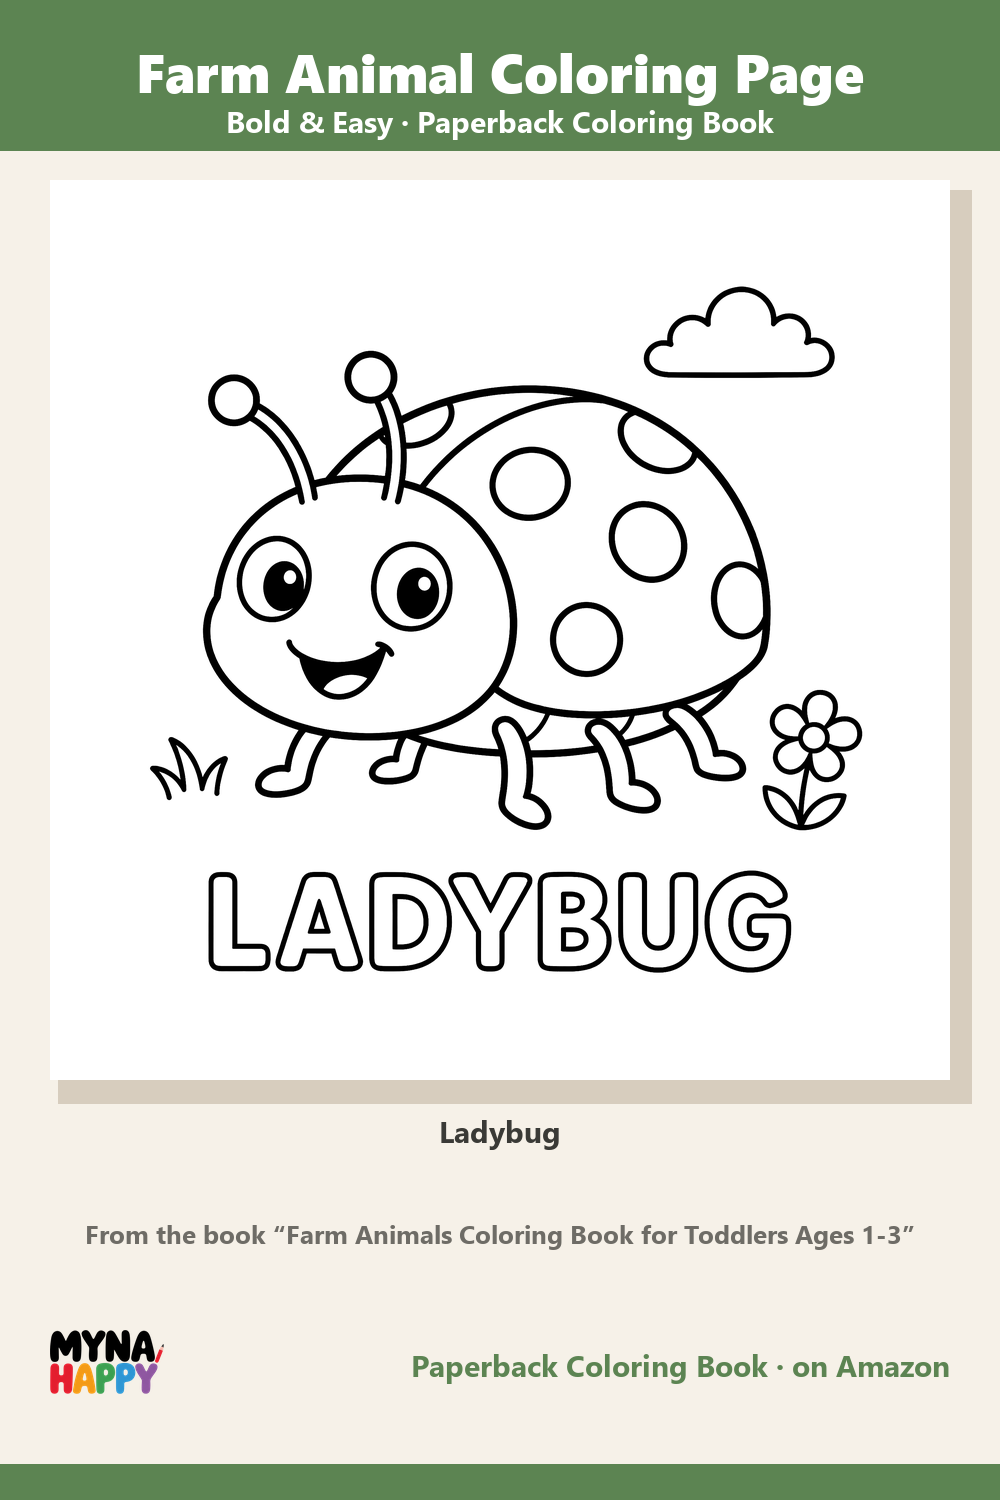 Farm Animal Coloring Page
Bold & Easy · Paperback Coloring Book
LADYBUG
Ladybug
From the book “Farm Animals Coloring Book for Toddlers Ages 1-3”
MYNA
HAPPY
Paperback Coloring Book · on Amazon